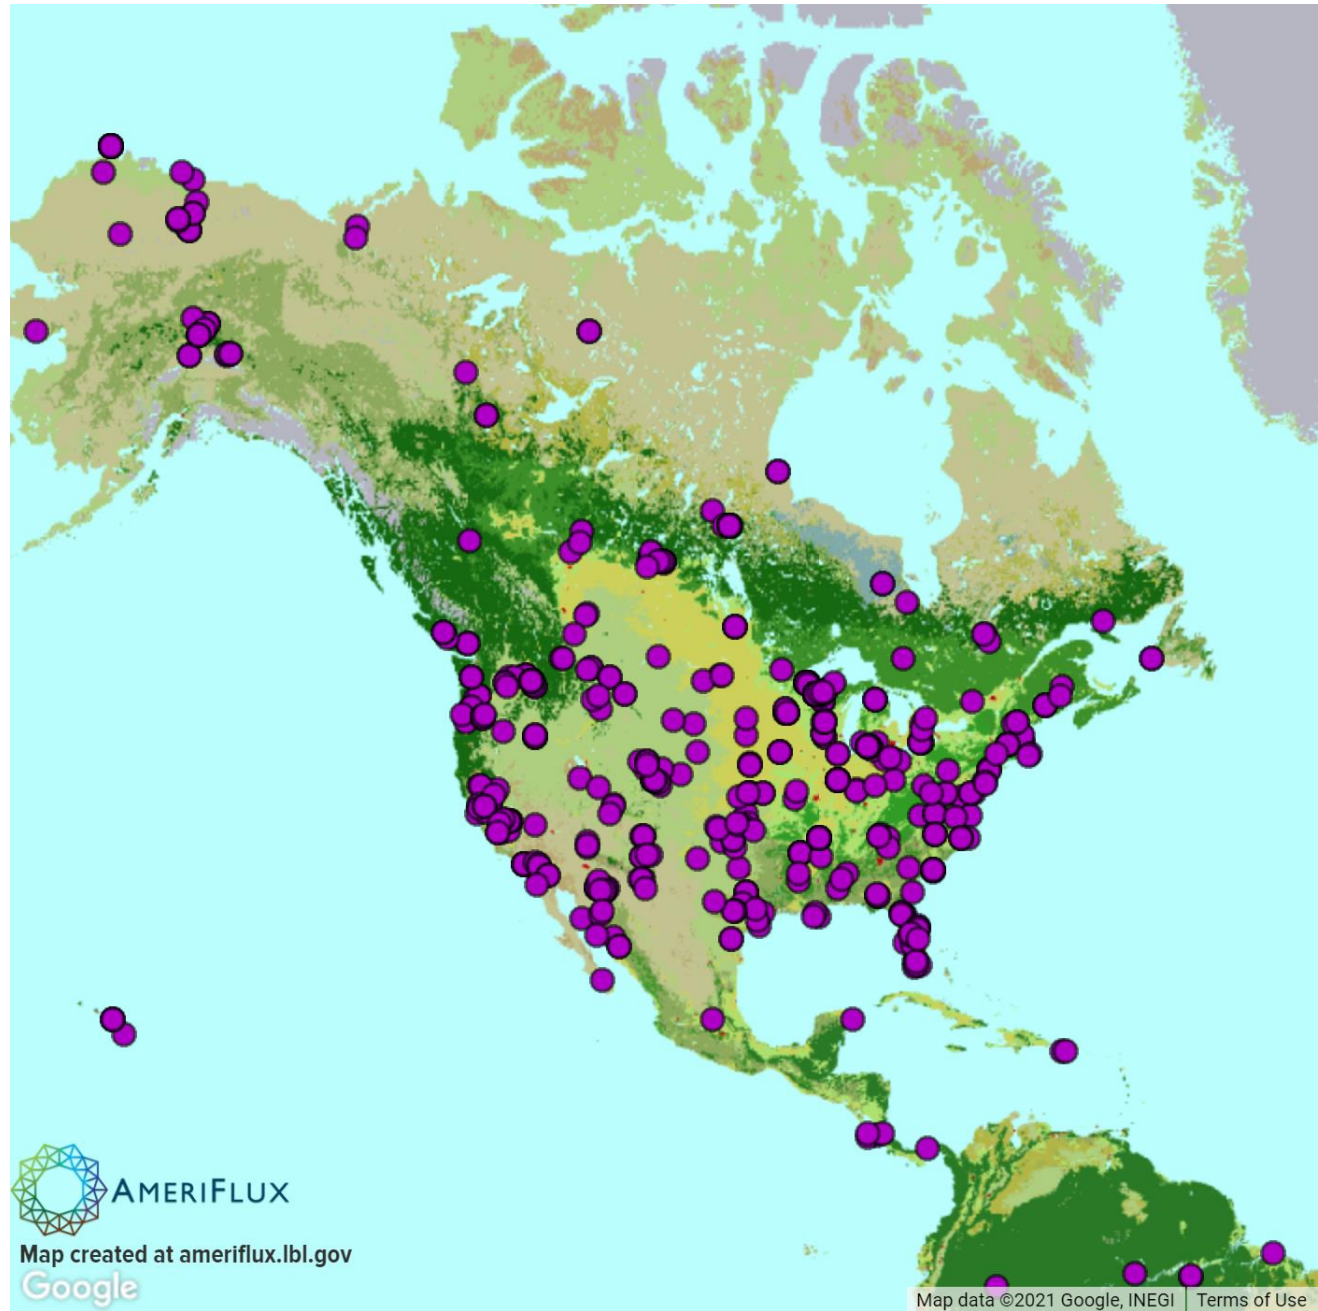 AMERIFLUX
Map created at ameriflux.lbl.gov
Google
Map data ©2021 Google, INEGI
Terms of Use